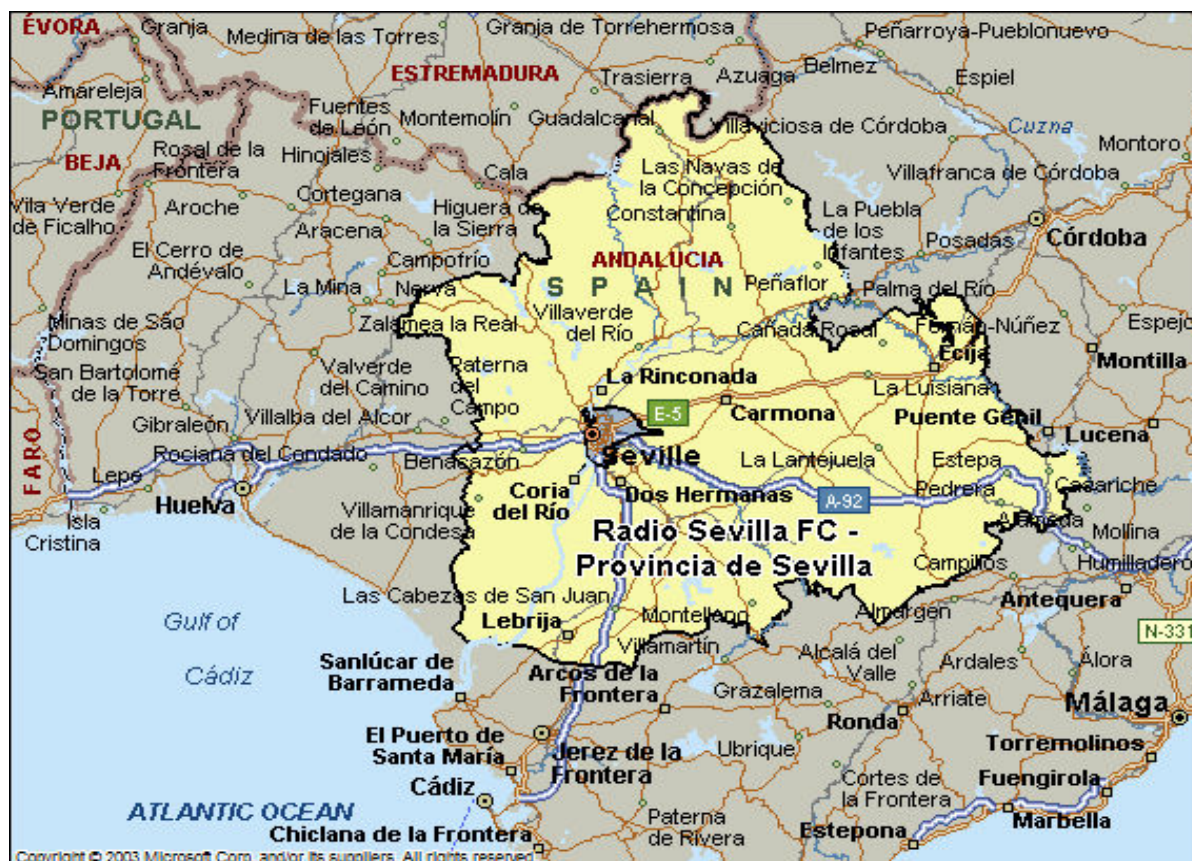 ÉVORA
Granja
Medina de las Torres
Granja de Torrehermosa
Peñarroya-Pueblonuevo
ESTREMADURA
Trasierra
Azuaga
Belmez
Espiel
Amareleja
PORTUGAL
Fuentes
de León
Montemolín
Guadalcanal
Villaviciosa de Córdoba
Cuzna
Montoro
BEJA
Rosal de la
Frontera
Hinojales
Cala
Las Navas de
la Concepción
Villafranca de Córdoba
Vila Verde
de Ficalho
Aroche
Cortegana
Aracena
Higuera de
la Sierra
Constantina
La Puebla
de los
Infantes
Posadas
Córdoba
El Cerro de
Andévalo
Campofrío
ANDALUCIA
SPAIN
Peñaflor
Palma del Río
La Mina
Nerva
Villaverde
del Río
Minas de São
Domingos
Zalamea la Real
Cañada Rosal
Fernán-Núñez
Espejo
San Bartolomé
de la Torre
Valverde
del Camino
Paterna
del
Campo
La Rinconada
Écija
Montilla
La Luisiana
Gibraleón
Villalba del Alcor
E-5
Carmona
Puente Genil
Lucena
FARO
Lepe
Rociana del Condado
Benacazón
Seville
La Lantejuela
Estepa
Huelva
Coria
del Río
Dos Hermanas
A-92
Pedrera
Casariche
Isla
Cristina
Villamanrique
de la Condesa
Radio Sevilla FC -
Provincia de Sevilla
Alameda
Mollina
Campillos
Humilladero
Las Cabezas de San Juan
Montellano
Almargen
Antequera
Gulf of
Cádiz
Lebrija
N-331
Sanlúcar de
Barrameda
Villamartín
Alcalá del
Valle
Ardales
Álora
Arcos de la
Frontera
Grazalema
Arriate
Málaga
Ronda
El Puerto de
Santa María
Jerez de la
Frontera
Ubrique
Torremolinos
Cádiz
Cortes de
la Frontera
Fuengirola
ATLANTIC OCEAN
Paterna
de Rivera
Marbella
Chiclana de la Frontera
Estepona
Copyright © 2003 Microsoft Corp. and/or its suppliers. All rights reserved.